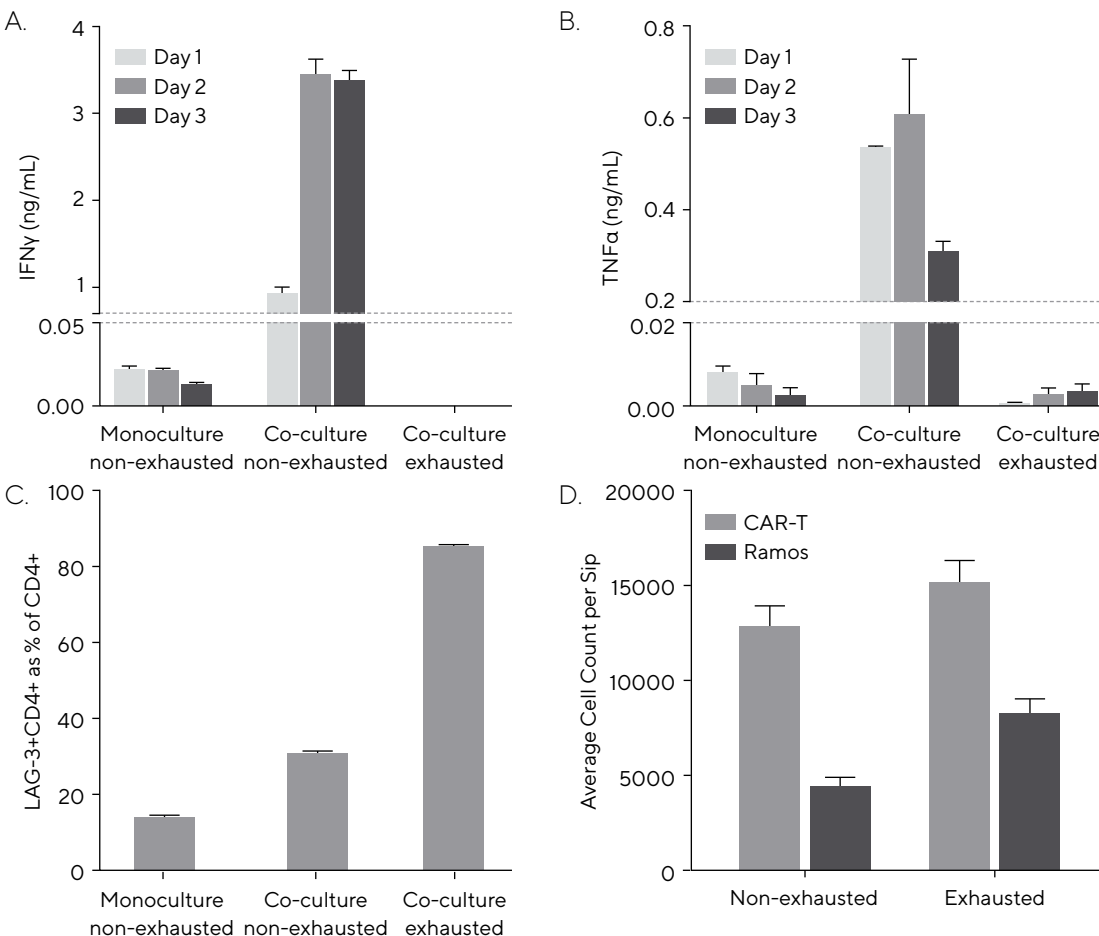 A.
4
3
2
1
0.05
0.00
IFNγ (ng/mL)
Day 1
Day 2
Day 3
Monoculture
non-exhausted
Co-culture
non-exhausted
Co-culture
exhausted
B.
0.8
0.6
0.4
0.2
0.02
0.00
TNFα (ng/mL)
Day 1
Day 2
Day 3
Monoculture
non-exhausted
Co-culture
non-exhausted
Co-culture
exhausted
C.
100
80
60
40
20
0
LAG-3+CD4+ as % of CD4+
Monoculture
non-exhausted
Co-culture
non-exhausted
Co-culture
exhausted
D.
20000
15000
10000
5000
0
Average Cell Count per Sip
CAR-T
Ramos
Non-exhausted
Exhausted